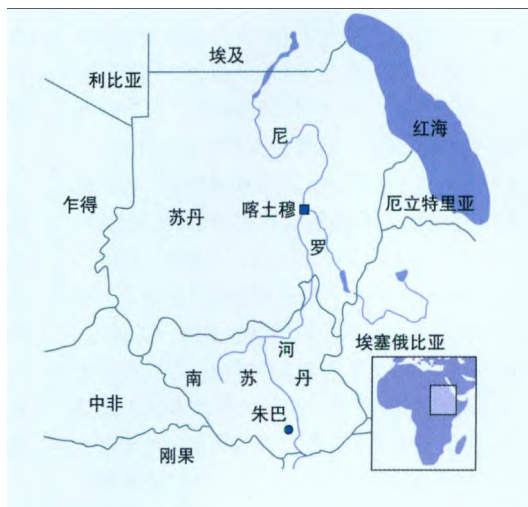 埃及
利比亚
红海
尼
乍得
苏丹
喀土穆
厄立特里亚
罗
埃塞俄比亚
河
南苏丹
中非
朱巴
刚果